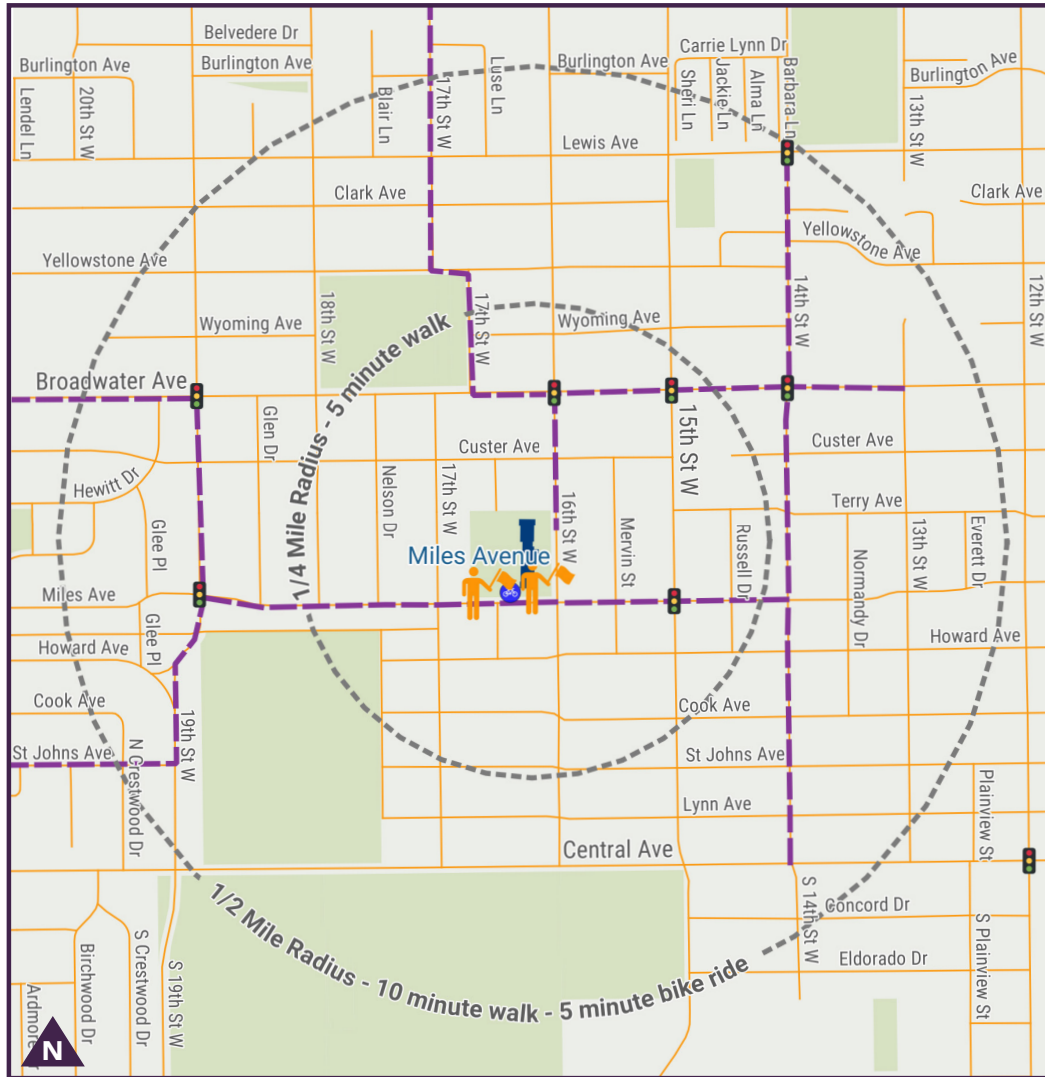 Belvedere Dr
Carrie Lynn Dr
Burlington Ave
Burlington Ave
Burlington Ave
Burlington Ave
Lendel Ln
20th St W
Blair Ln
17th St W
Luse Ln
Sheri Ln
Jackie Ln
Alma Ln
Barbara Ln
13th St W
Lewis Ave
Clark Ave
Clark Ave
Yellowstone Ave
Yellowstone Ave
18th St W
17th St W
14th St W
12th St W
Wyoming Ave
Wyoming Ave
1/4 Mile Radius - 5 minute walk
Broadwater Ave
Glen Dr
15th St W
Custer Ave
Custer Ave
Hewitt Dr
Nelson Dr
17th St W
16th St W
Mervin St
Terry Ave
Glee Pl
Russell Dr
Normandy Dr
13th St W
Everett Dr
Miles Avenue
Miles Ave
Glee Pl
Howard Ave
Howard Ave
Cook Ave
Cook Ave
19th St W
St Johns Ave
St Johns Ave
N Crestwood Dr
Lynn Ave
Plainview St
Central Ave
1/2 Mile Radius - 10 minute walk - 5 minute bike ride
S 14th St W
Concord Dr
Eldorado Dr
S Plainview St
Birchwood Dr
S Crestwood Dr
S 19th St W
Ardmore
N